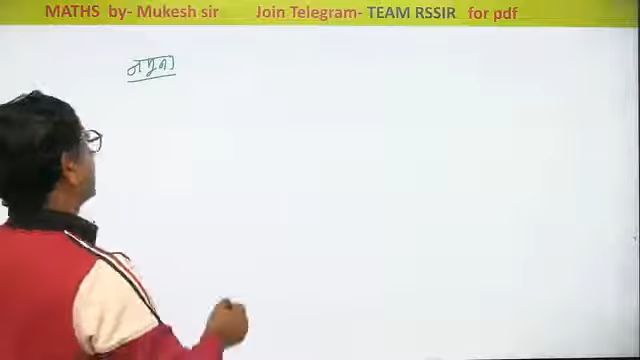 MATHS by- Mukesh sir Join Telegram- TEAM RSSIR for pdf
नमूना